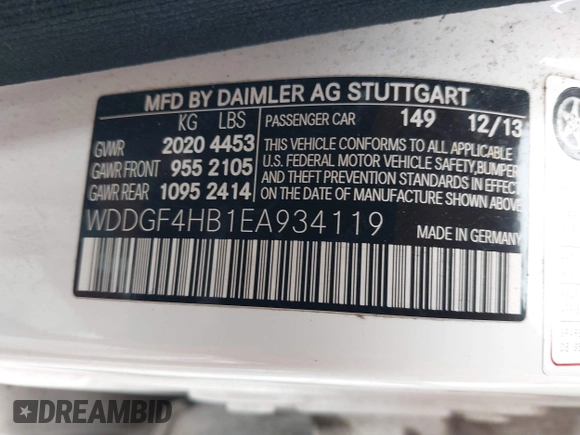 MFD BY DAIMLER AG STUTTGART
KG LBS
PASSENGER CAR 149 12/13
GVWR 2020 4453
GAWR FRONT 955 2105
GAWR REAR 1095 2414
THIS VEHICLE CONFORMS TO ALL APPLICABLE
U.S. FEDERAL MOTOR VEHICLE SAFETY,BUMPER
AND THEFT PREVENTION STANDARDS IN EFFECT
ON DATE OF MANUFACTURE SHOWN ABOVE
WDDGF4HB1EA934119
MADE IN GERMANY
DREAMBID